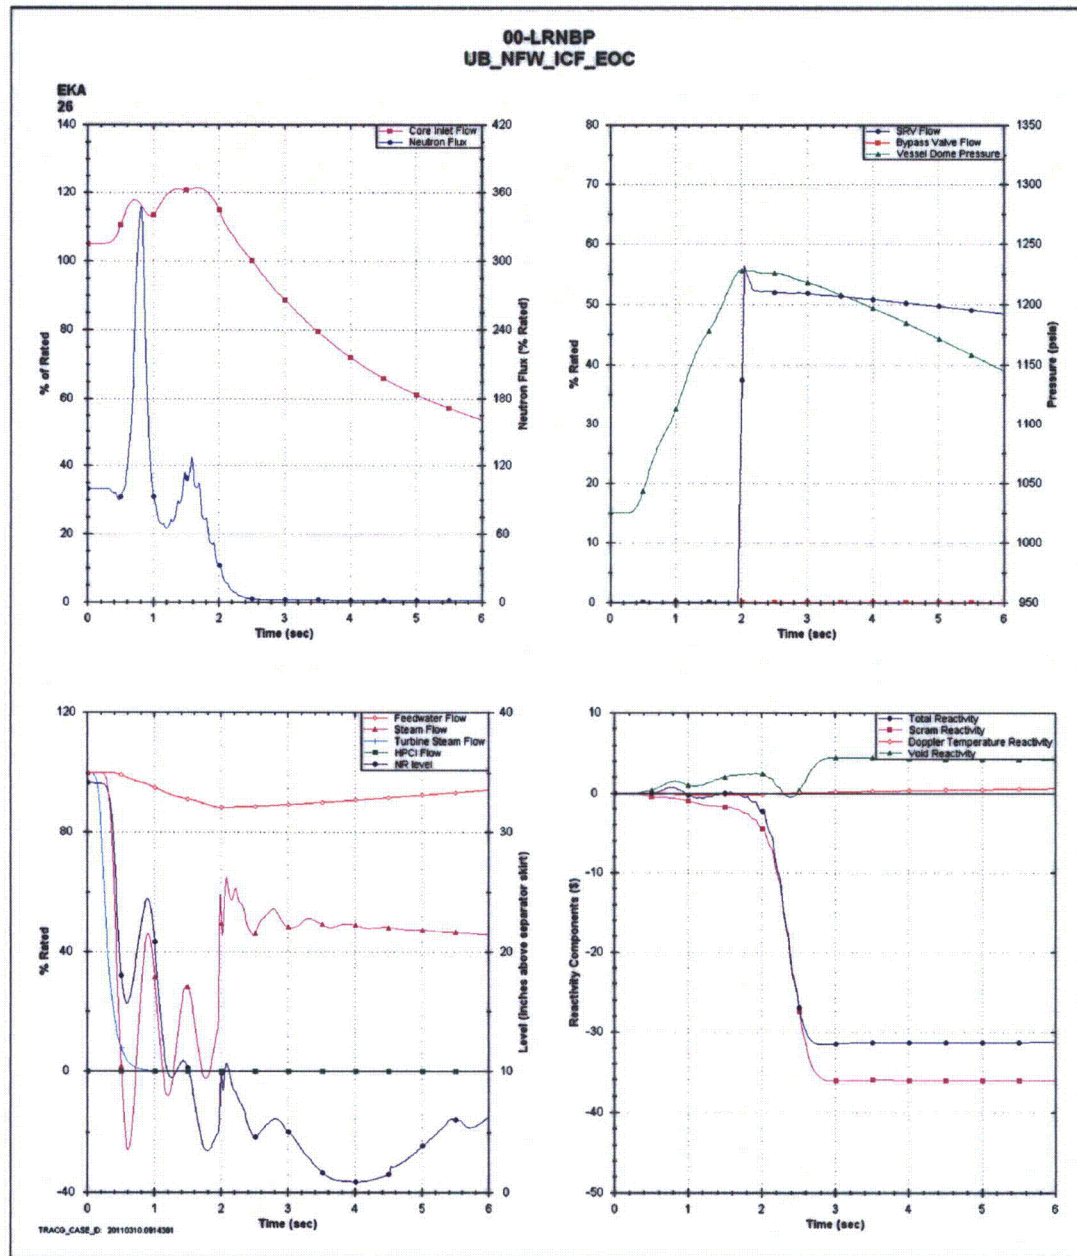 00-LRNBP
UB_NFW_ICF_EOC
EKA
26
Core Inlet Flow
Neutron Flux
140
120
100
80
60
40
20
0
% of Rated
420
360
300
240
180
120
60
0
Neutron Flux (% Rated)
0 1 2 3 4 5 6
Time (sec)
SRV Flow
Bypass Valve Flow
Vessel Dome Pressure
80
70
60
50
40
30
20
10
0
% Rated
1350
1300
1250
1200
1150
1100
1050
1000
950
Pressure (psia)
0 1 2 3 4 5 6
Time (sec)
Feedwater Flow
Steam Flow
Turbine Steam Flow
HPCI Flow
NR level
120
80
40
0
-40
% Rated
40
30
20
10
0
Level (inches above separator skirt)
0 1 2 3 4 5 6
Time (sec)
Total Reactivity
Scram Reactivity
Doppler Temperature Reactivity
Void Reactivity
10
0
-10
-20
-30
-40
-50
Reactivity Components ($)
0 1 2 3 4 5 6
Time (sec)
TRACG_CASE_ID: